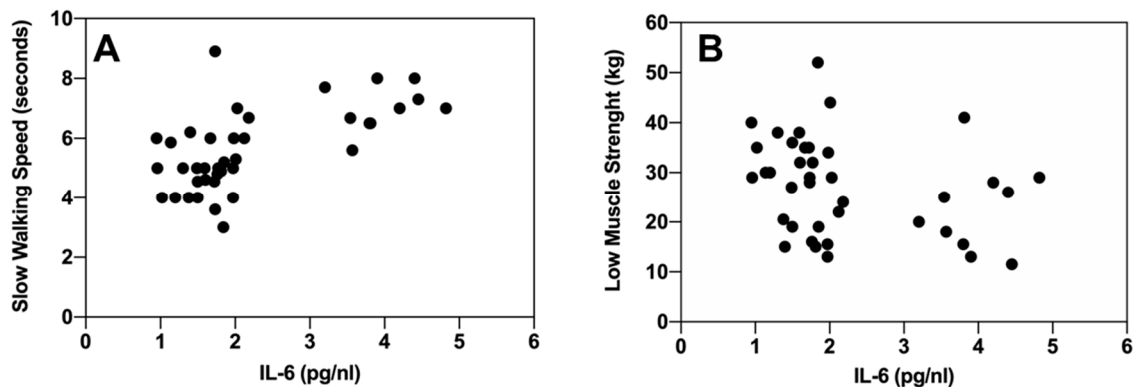 A
Slow Walking Speed (seconds)
10
8
6
4
2
0
0 1 2 3 4 5 6
IL-6 (pg/nl)
B
Low Muscle Strenght (kg)
60
50
40
30
20
10
0
0 1 2 3 4 5 6
IL-6 (pg/nl)